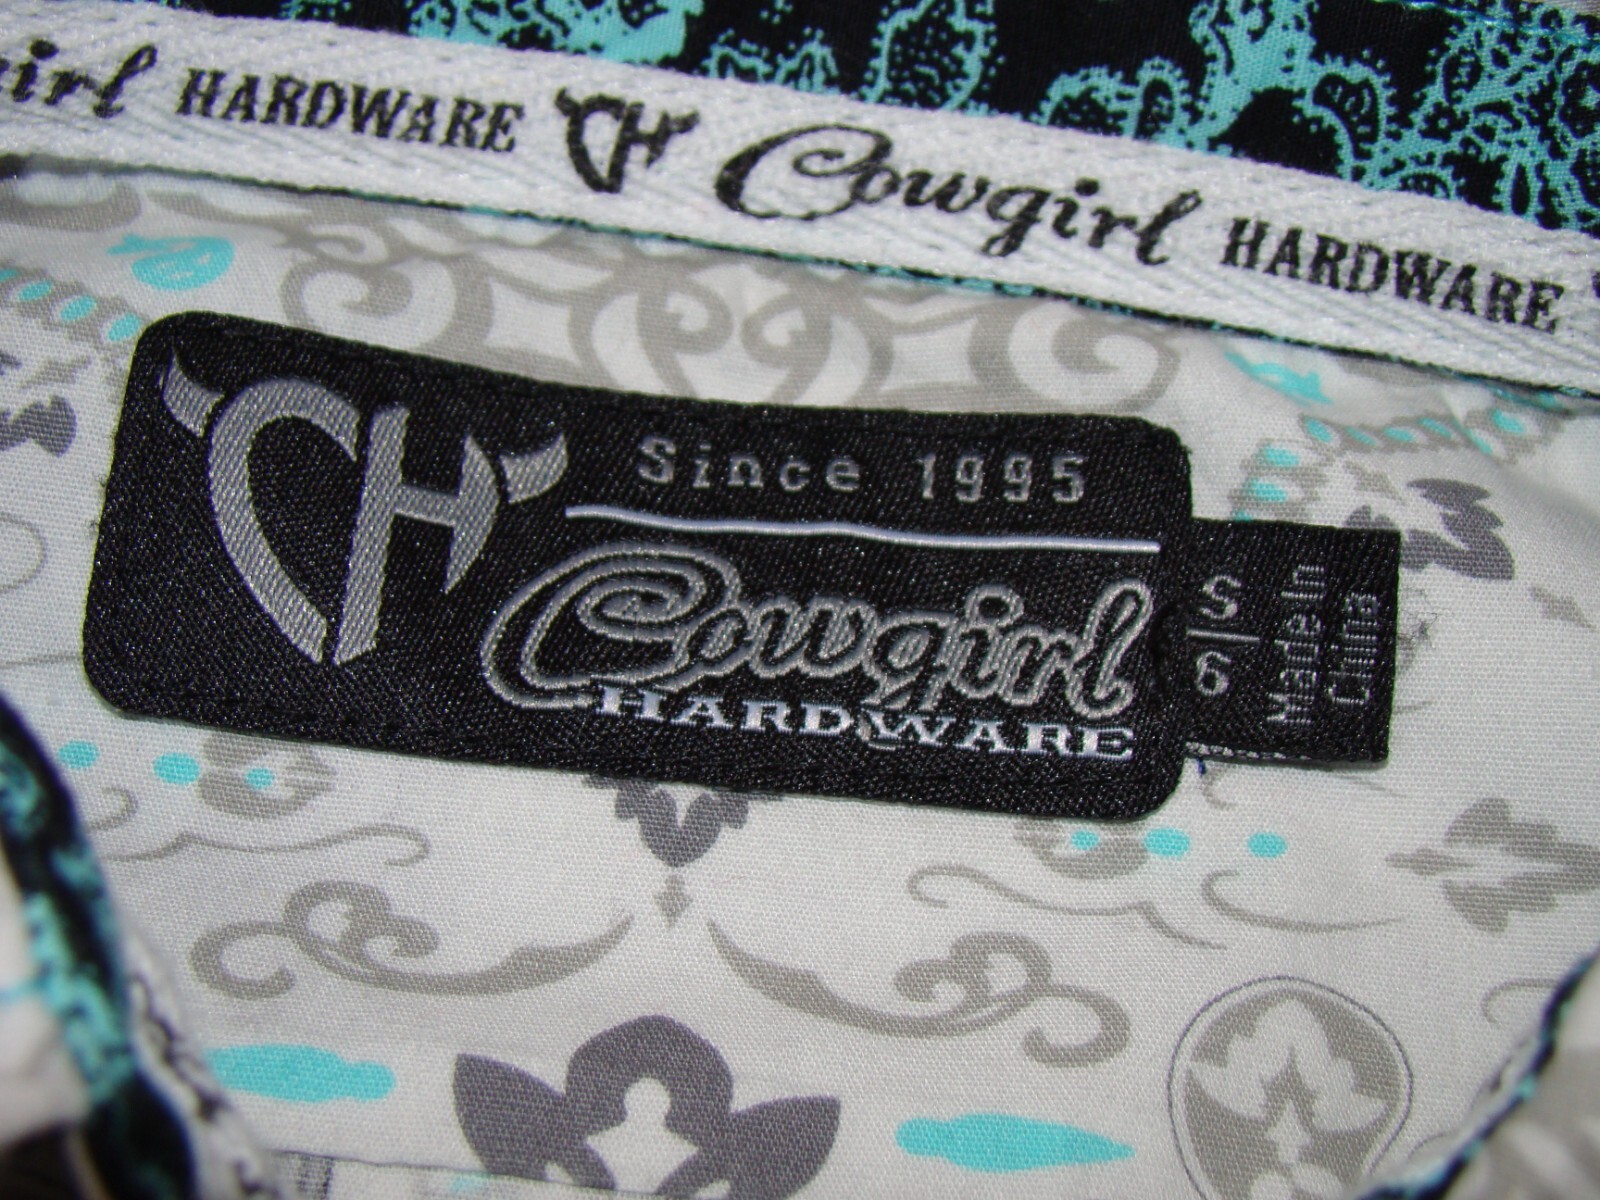 girl HARDWARE CH Cowgirl HARDWARE
CH
Since 1995
Cowgirl
HARDWARE
S
6
Made in
China